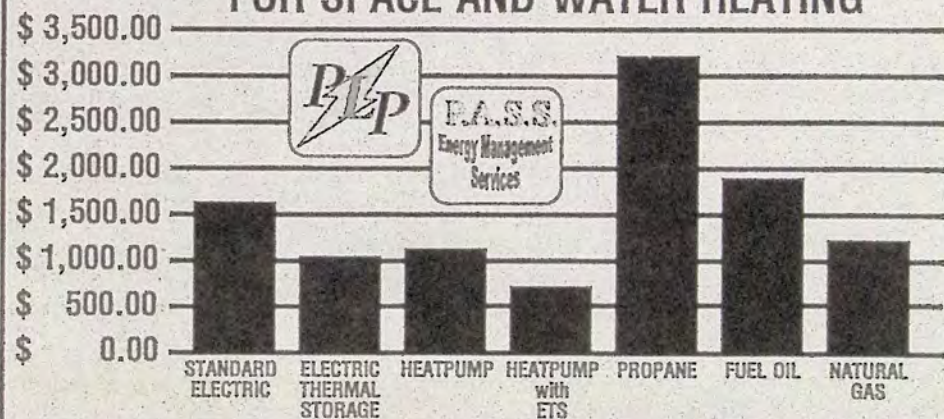 FOR SPACE AND WATER HEATING
$ 3,500.00
$ 3,000.00
$ 2,500.00
$ 2,000.00
$ 1,500.00
$ 1,000.00
$ 500.00
$ 0.00
PLP
P.A.S.S.
Energy Management
Services
STANDARD
ELECTRIC
ELECTRIC
THERMAL
STORAGE
HEATPUMP
HEATPUMP
with
ETS
PROPANE
FUEL OIL
NATURAL
GAS